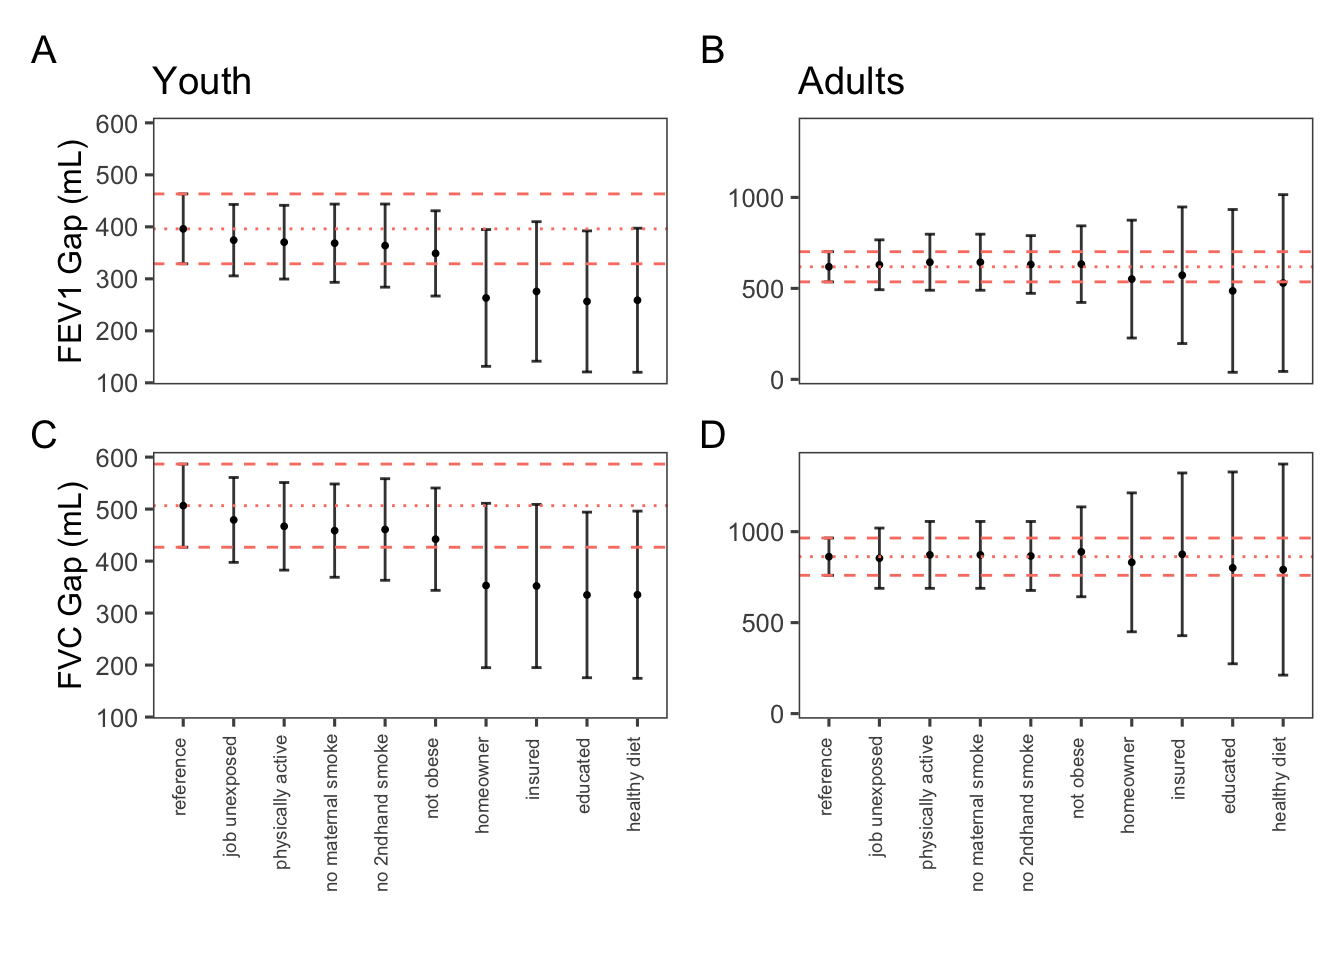 A
Youth
FEV1 Gap (mL)
600
500
400
300
200
100
B
Adults
1000
500
0
C
FVC Gap (mL)
600
500
400
300
200
100
reference
job unexposed
physically active
no maternal smoke
no 2ndhand smoke
not obese
homeowner
insured
educated
healthy diet
D
1000
500
0
reference
job unexposed
physically active
no maternal smoke
no 2ndhand smoke
not obese
homeowner
insured
educated
healthy diet